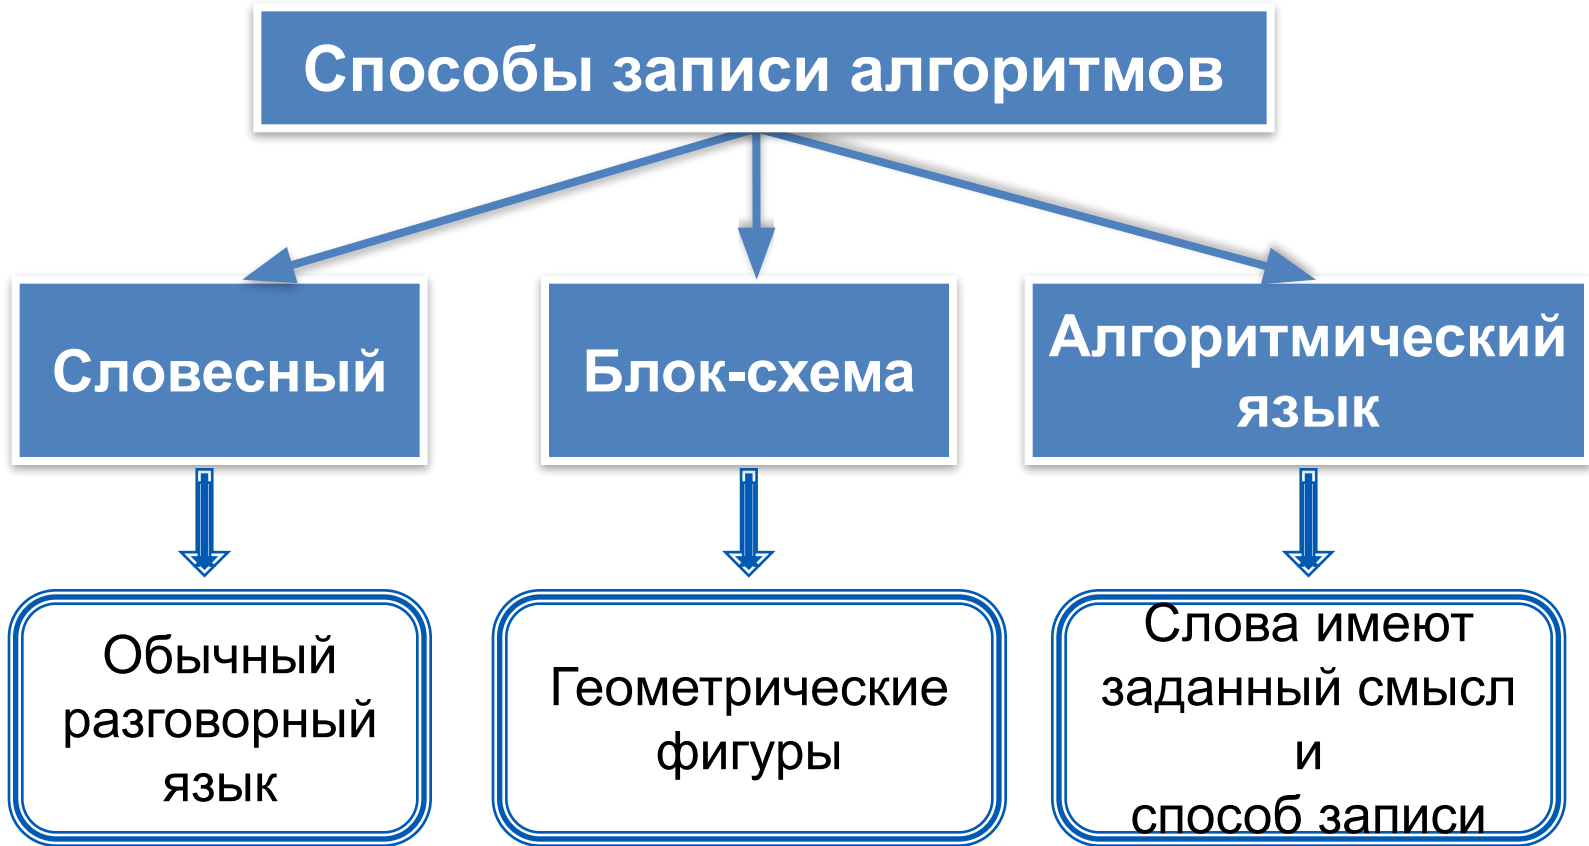 Способы записи алгоритмов
Словесный
Блок-схема
Алгоритмический
язык
Обычный
разговорный
язык
Геометрические
фигуры
Слова имеют
заданный смысл
и
способ записи